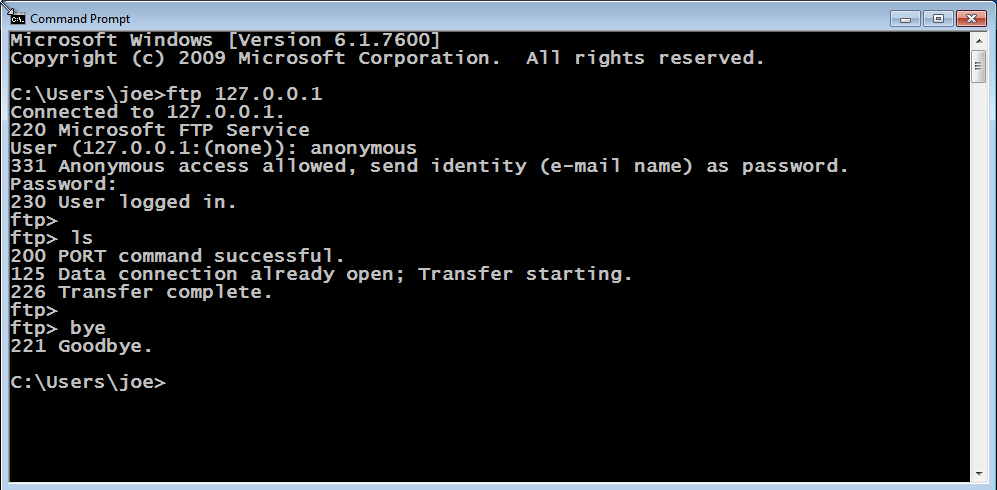 Command Prompt
Microsoft Windows [Version 6.1.7600]
Copyright (c) 2009 Microsoft Corporation.  All rights reserved.
C:\Users\joe>ftp 127.0.0.1
Connected to 127.0.0.1.
220 Microsoft FTP Service
User (127.0.0.1:(none)): anonymous
331 Anonymous access allowed, send identity (e-mail name) as password.
Password:
230 User logged in.
ftp>
ftp> ls
200 PORT command successful.
125 Data connection already open; Transfer starting.
226 Transfer complete.
ftp>
ftp> bye
221 Goodbye.
C:\Users\joe>